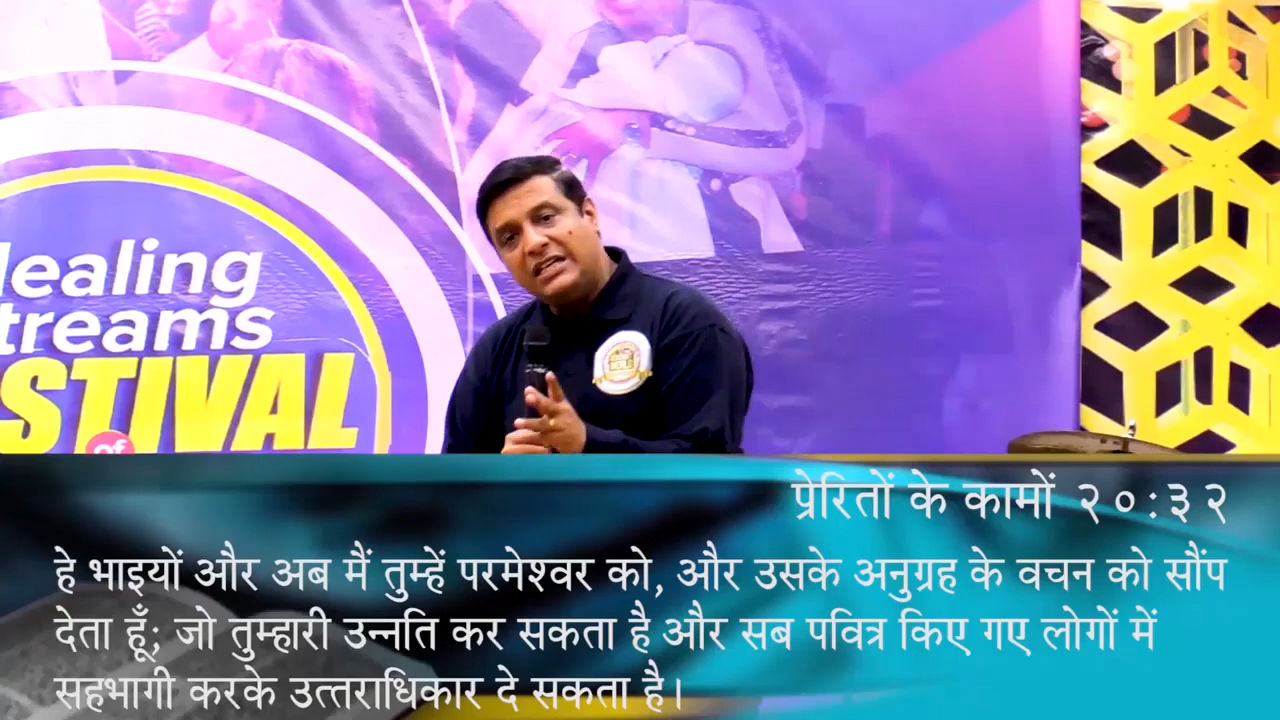 lealing
treams
STIVAL
of
प्रेरितों के कामों २०:३२
हे भाइयों और अब मैं तुम्हें परमेश्वर को, और उसके अनुग्रह के वचन को सौंप
देता हूँ; जो तुम्हारी उन्नति कर सकता है और सब पवित्र किए गए लोगों में
सहभागी करके उत्तराधिकार दे सकता है।